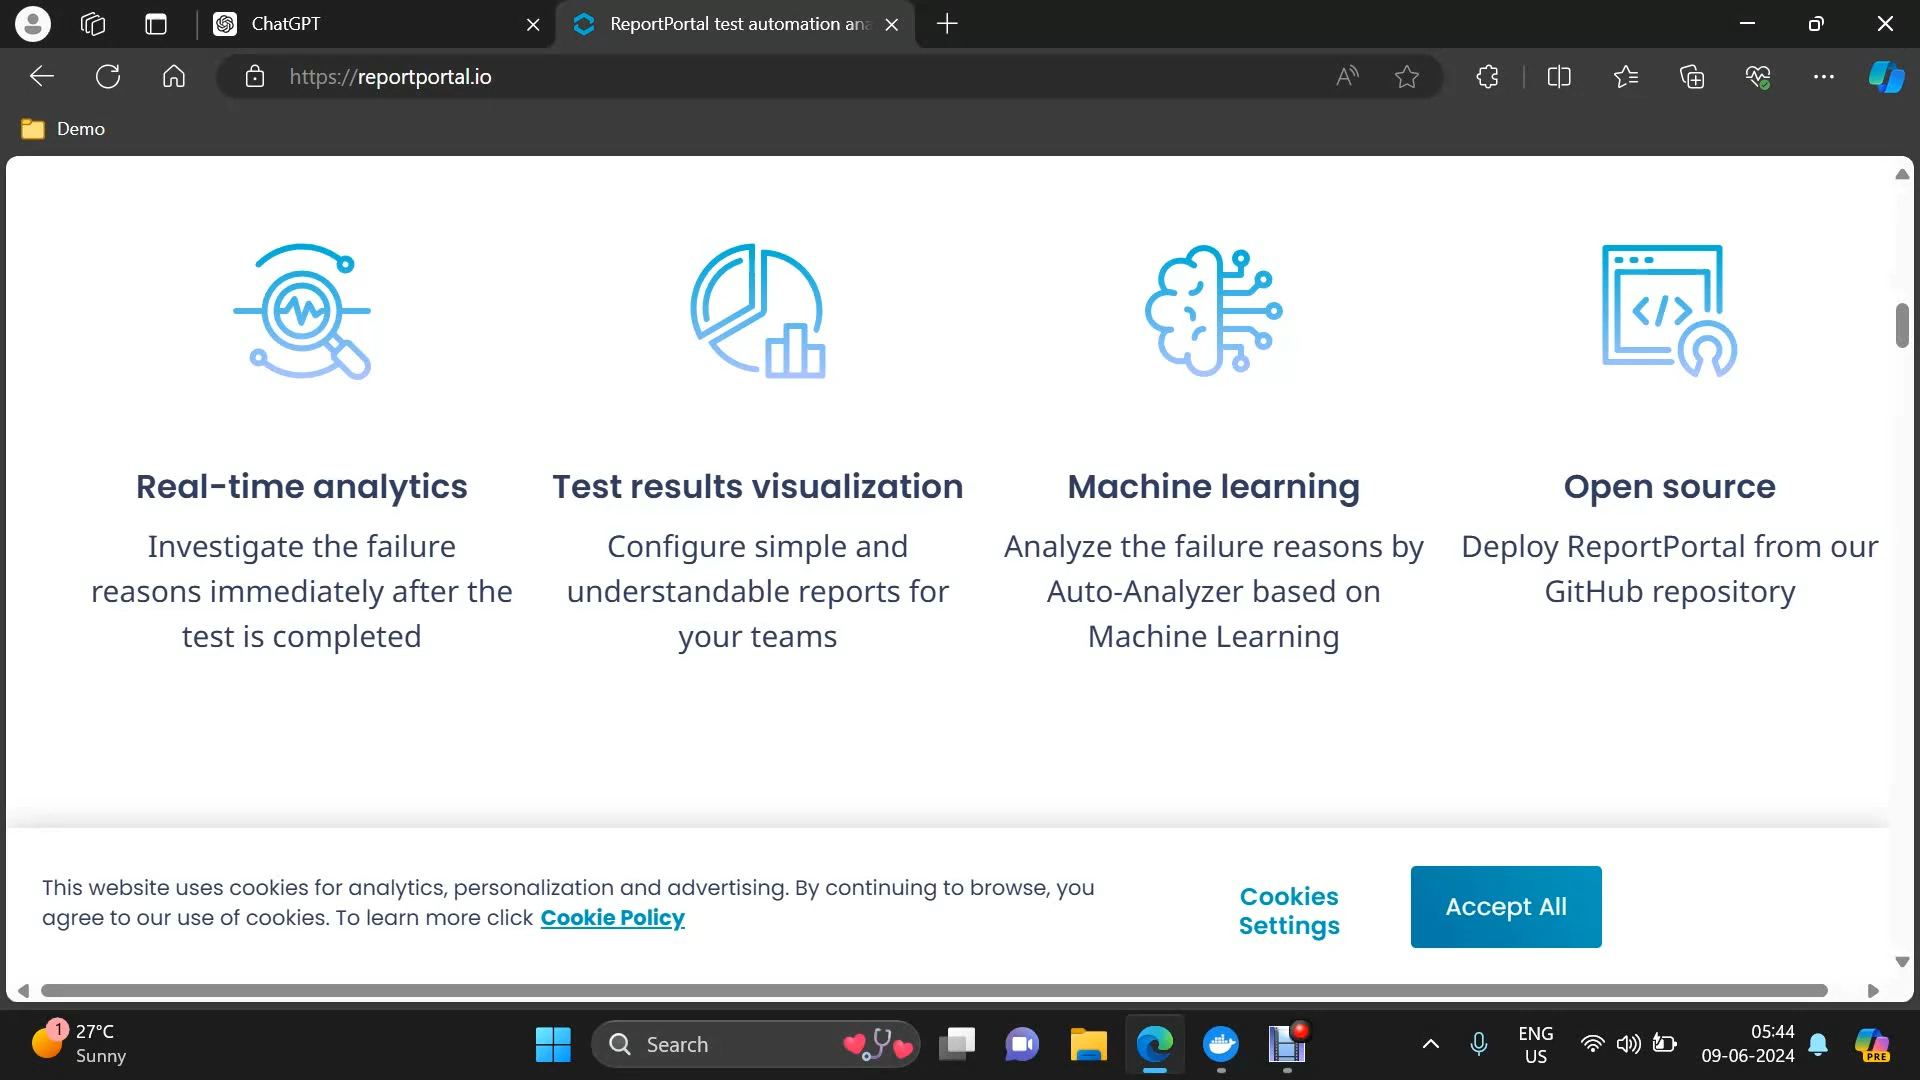 ChatGPT
ReportPortal test automation ana
https://reportportal.io
Demo
Real-time analytics
Investigate the failure
reasons immediately after the
test is completed
Test results visualization
Configure simple and
understandable reports for
your teams
Machine learning
Analyze the failure reasons by
Auto-Analyzer based on
Machine Learning
Open source
Deploy ReportPortal from our
GitHub repository
This website uses cookies for analytics, personalization and advertising. By continuing to browse, you
agree to our use of cookies. To learn more click Cookie Policy
Cookies
Settings
Accept All
1
27°C
Sunny
Search
ENG
US
05:44
09-06-2024
PRE